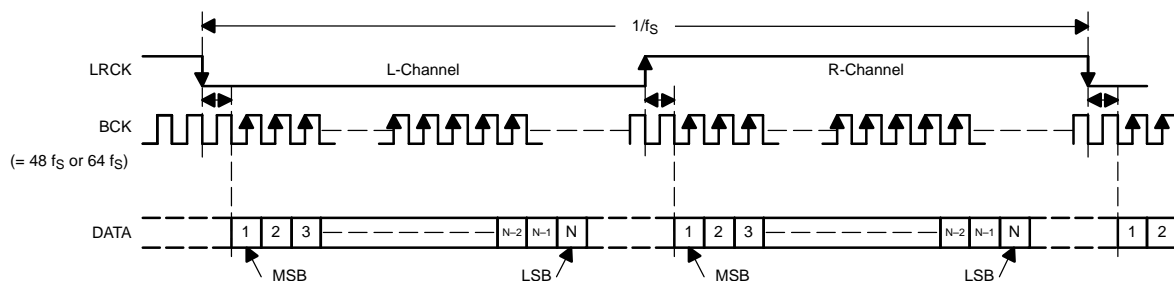 1/fS
LRCK
L-Channel
R-Channel
BCK
(= 48 fS or 64 fS)
DATA
1 2 3 N–2 N–1 N 1 2 3 N–2 N–1 N 1 2
MSB LSB MSB LSB